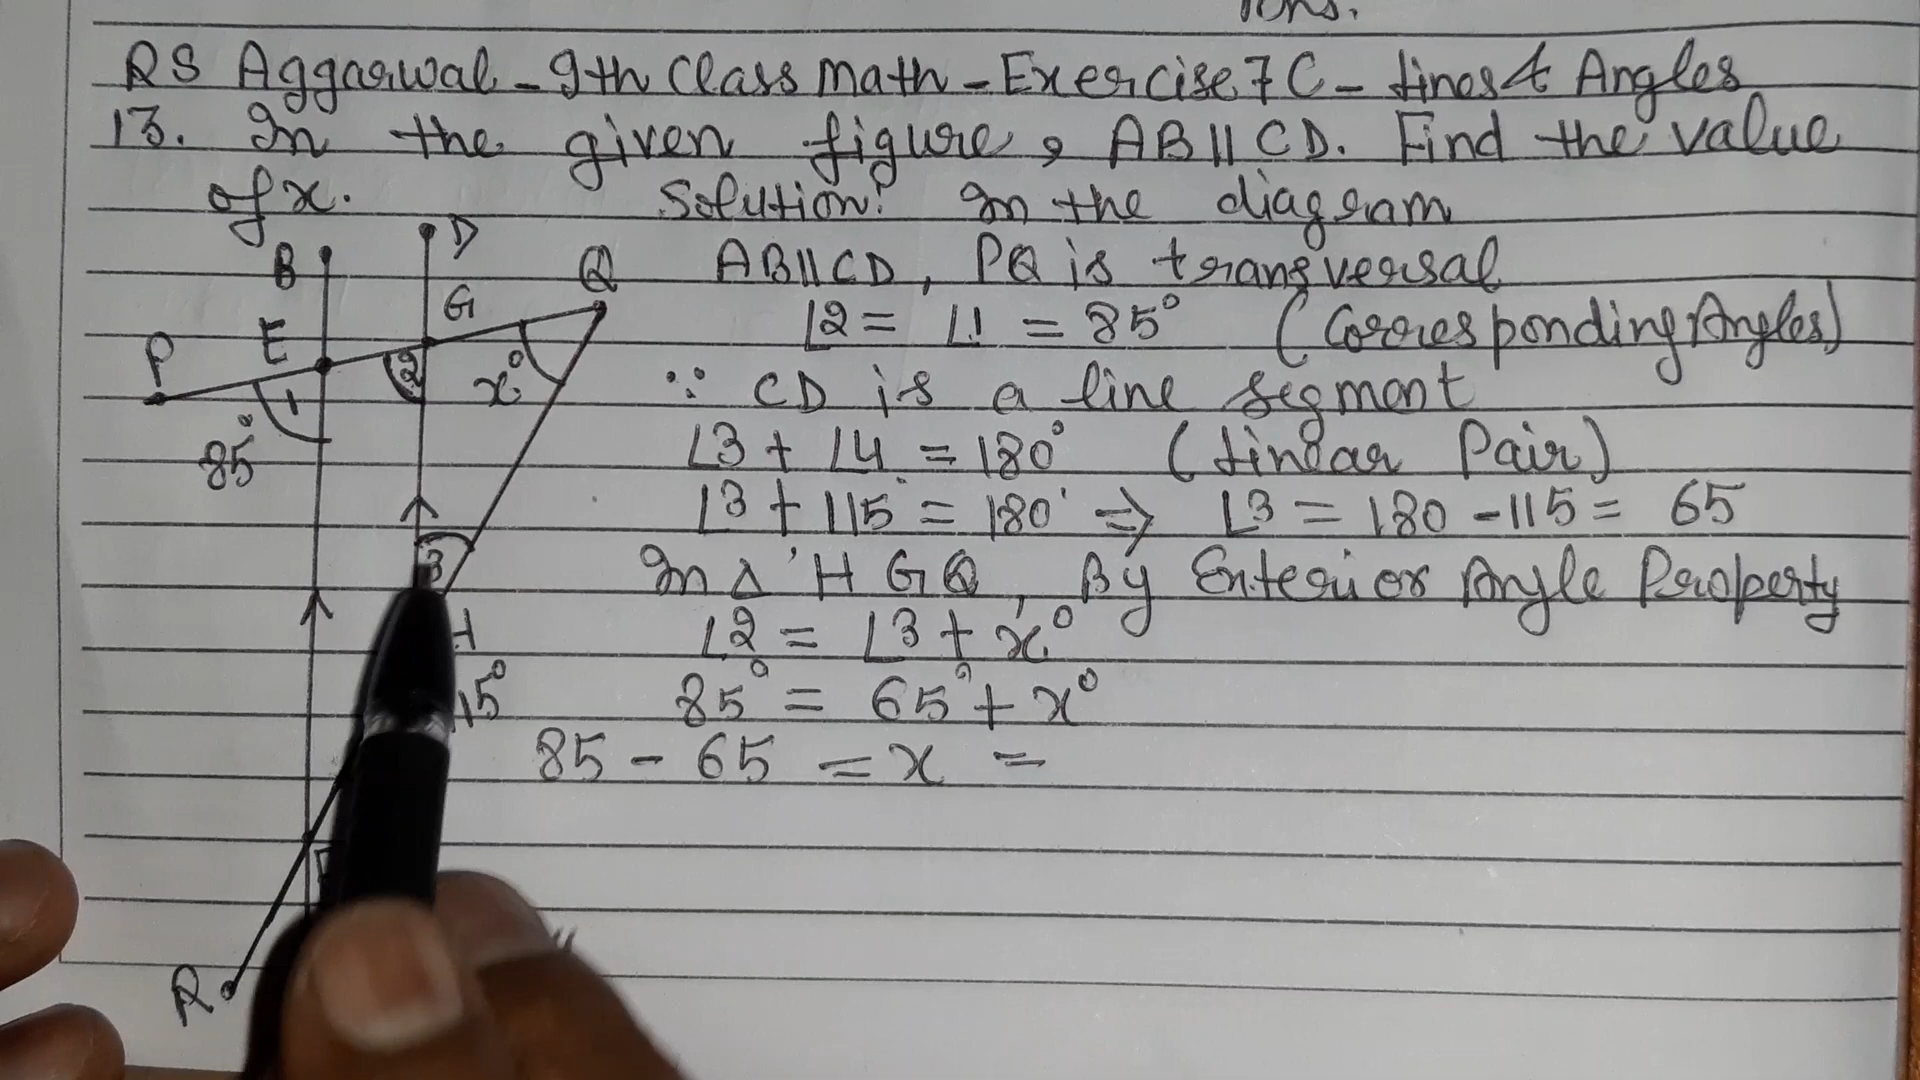 RS Aggarwal - 9th Class Math - Exercise 7C - Lines & Angles
13. In the given figure, AB || CD. Find the value
of x.
Solution: In the diagram
AB || CD, PQ is transversal
∠2 = ∠1 = 85° (Corresponding Angles)
∵ CD is a line segment
∠3 + ∠4 = 180° (Linear Pair)
∠3 + 115° = 180° ⇒ ∠3 = 180 - 115 = 65
In Δ HGQ, By Exterior Angle Property
∠2 = ∠3 + x°
85° = 65° + x°
85 - 65 = x =
D
B
Q
G
E
P
2
x°
1
85°
3
H
15°
R